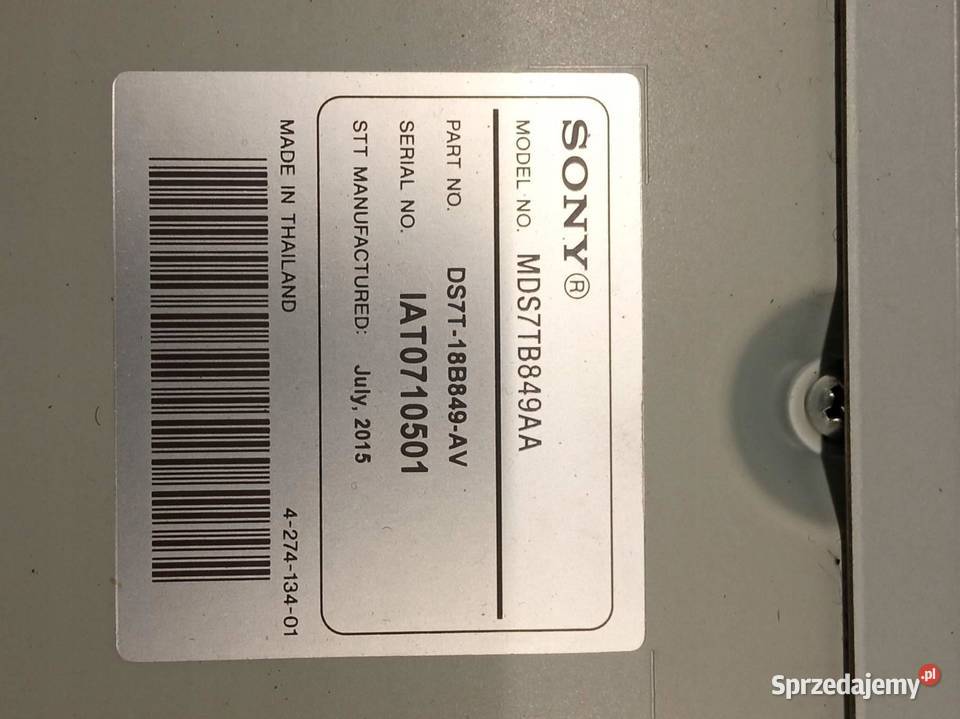 SONY®
MODEL NO. MDS7TB849AA
PART NO. DS7T-18B849-AV
SERIAL NO. IAT0710501
STT MANUFACTURED: July, 2015
MADE IN THAILAND 4-274-134-01
Sprzedajemy.pl